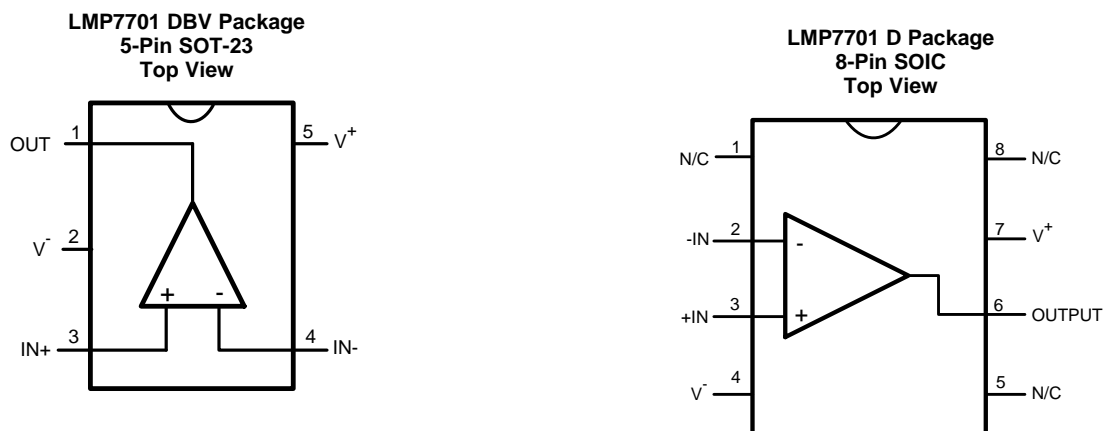 LMP7701 DBV Package
5-Pin SOT-23
Top View
OUT 1
5 V+
V- 2
+ -
IN+ 3
4 IN-
LMP7701 D Package
8-Pin SOIC
Top View
N/C 1
8 N/C
-IN 2
-
7 V+
+IN 3
+
6 OUTPUT
V- 4
5 N/C